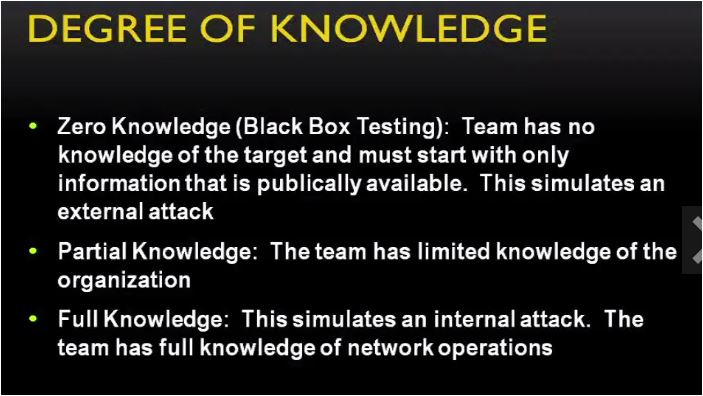 DEGREE OF KNOWLEDGE
• Zero Knowledge (Black Box Testing): Team has no
knowledge of the target and must start with only
information that is publically available. This simulates an
external attack
• Partial Knowledge: The team has limited knowledge of the
organization
• Full Knowledge: This simulates an internal attack. The
team has full knowledge of network operations